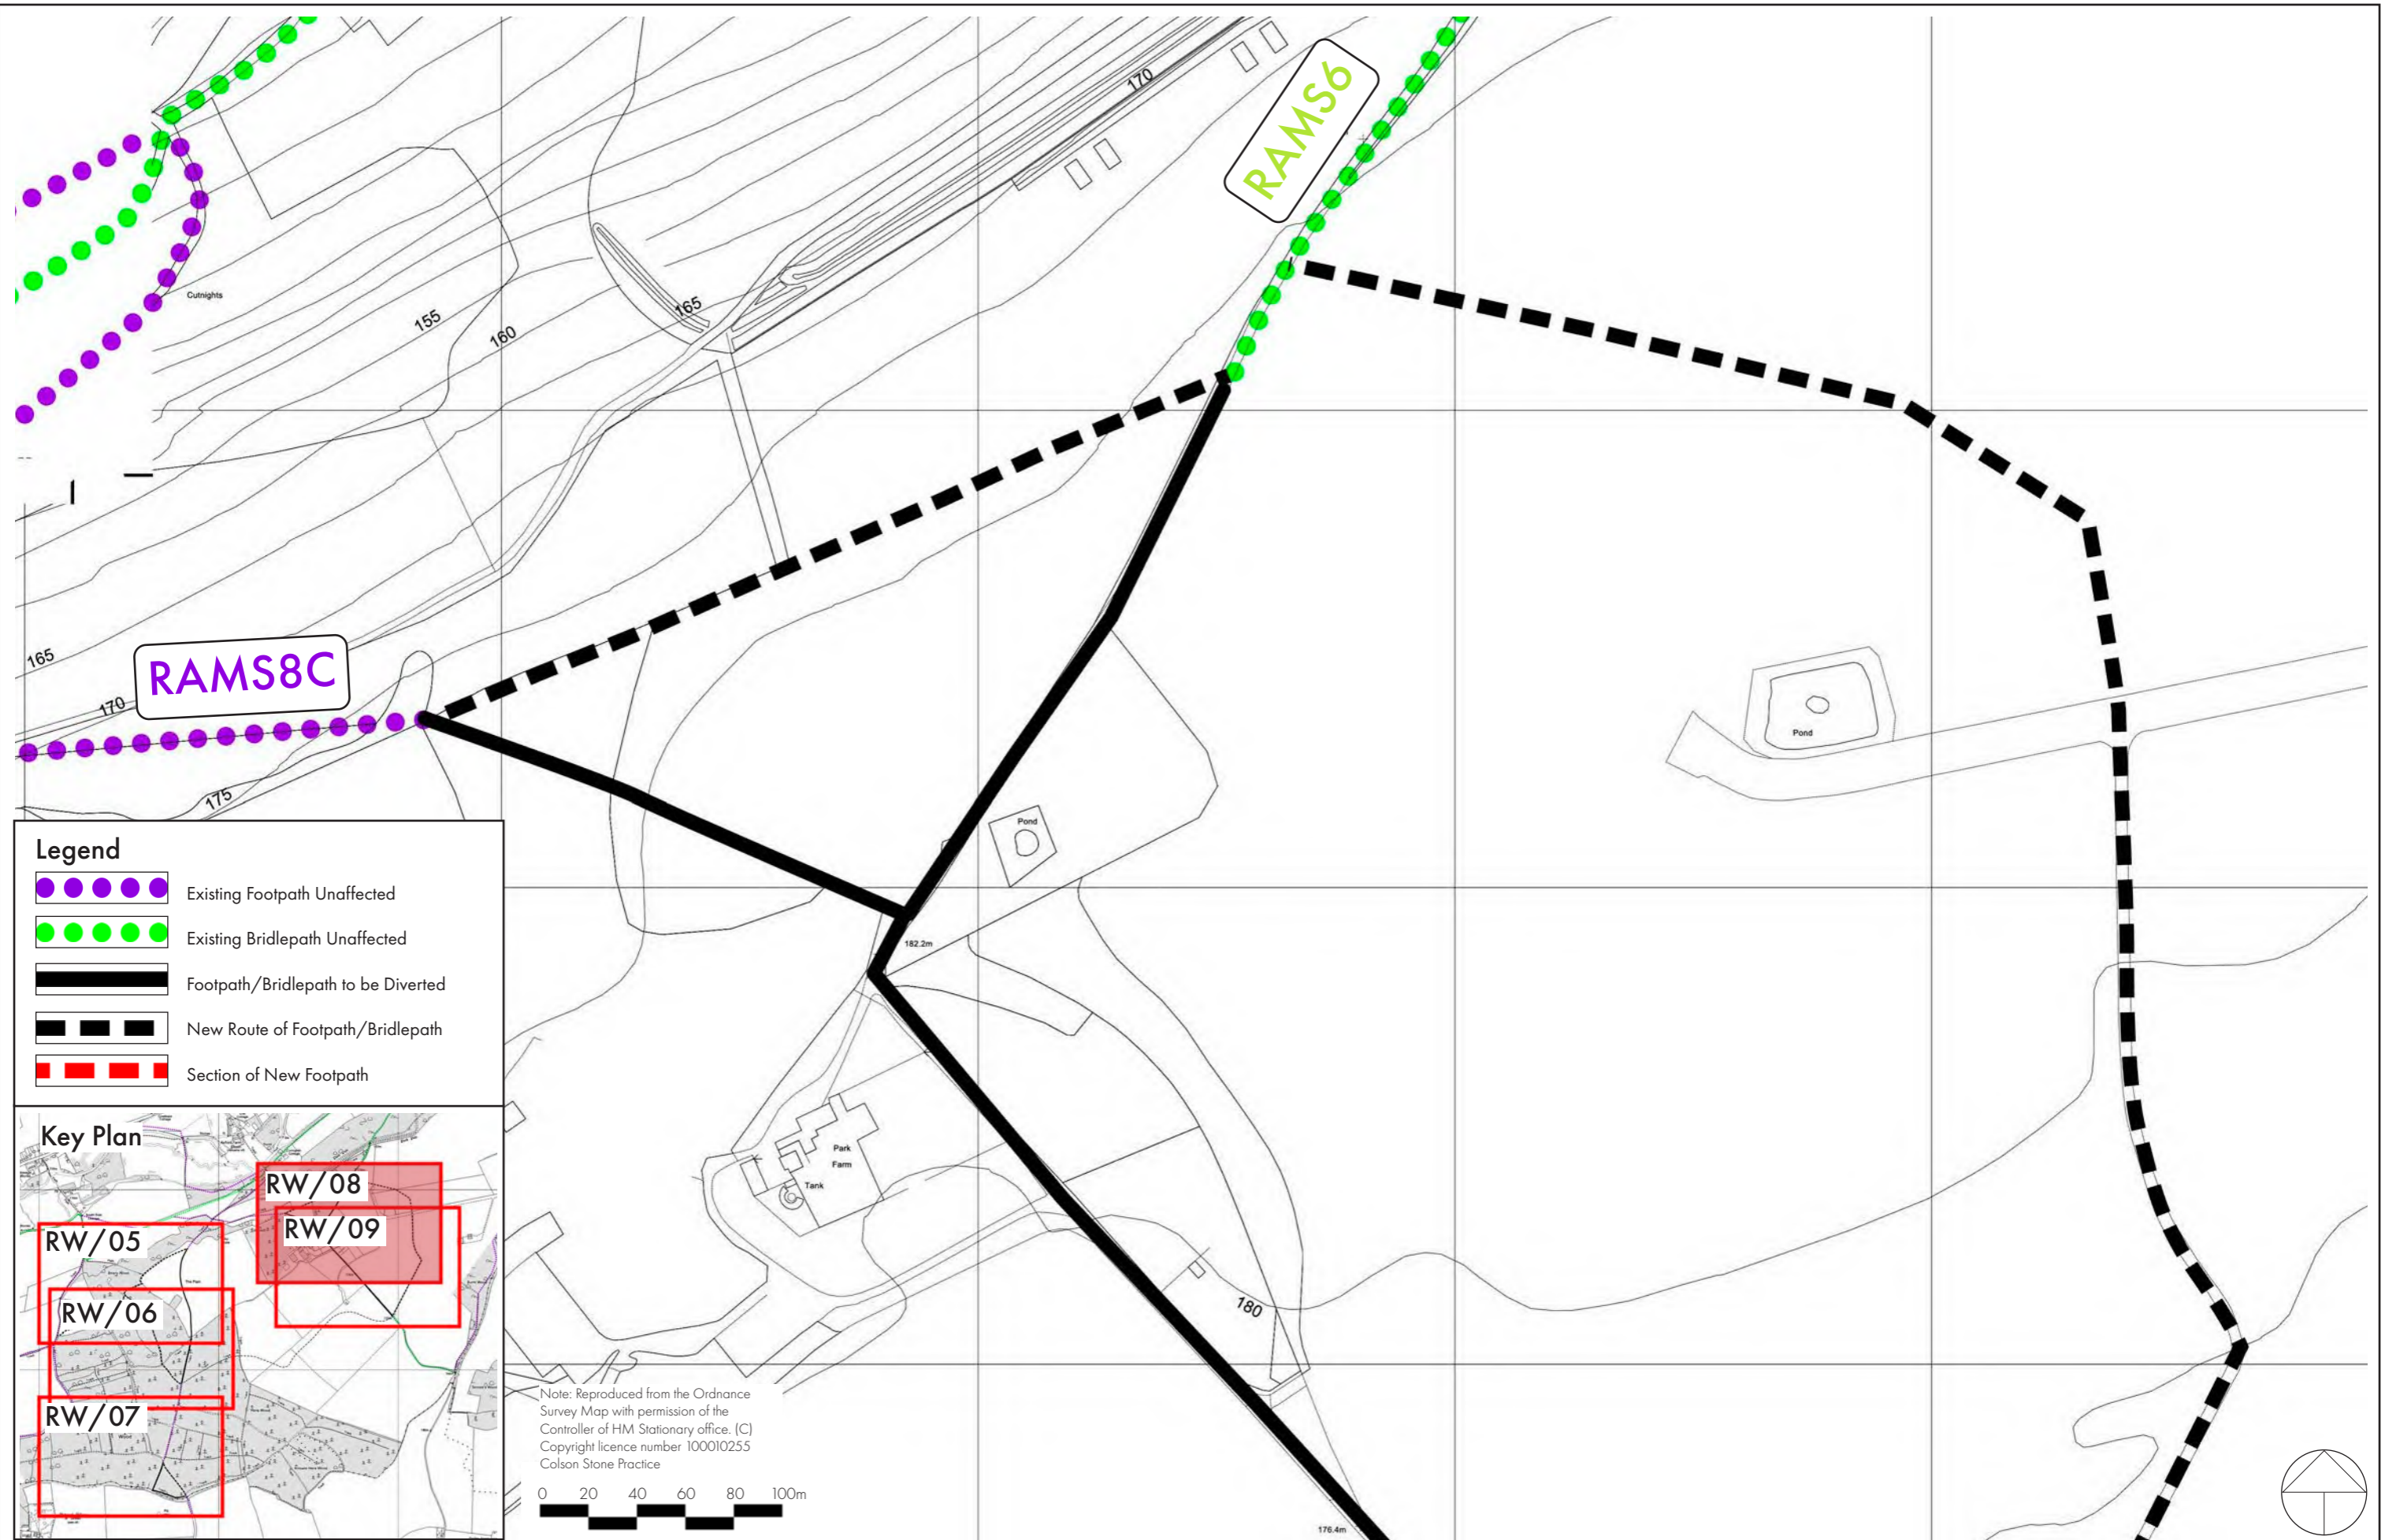 170
RAMS6
Cutnights
155
160
165
165
RAMS8C
170
175
Pond
Pond
182.2m
Park
Farm
Tank
180
176.4m
Legend
Existing Footpath Unaffected
Existing Bridlepath Unaffected
Footpath/Bridlepath to be Diverted
New Route of Footpath/Bridlepath
Section of New Footpath
Key Plan
RW/08
RW/09
RW/05
RW/06
RW/07
Note: Reproduced from the Ordnance
Survey Map with permission of the
Controller of HM Stationary office. (C)
Copyright licence number 100010255
Colson Stone Practice
0 20 40 60 80 100m